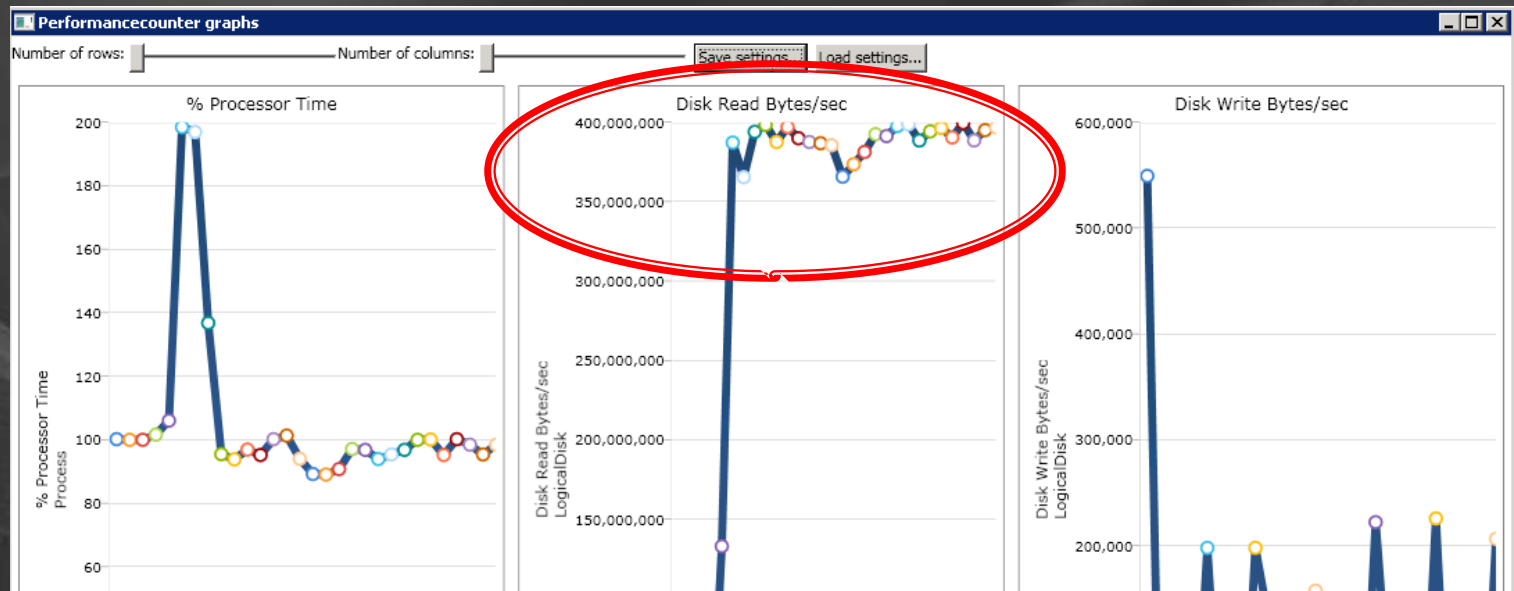 Performancecounter graphs
Number of rows: Number of columns: Save settings... Load settings...
% Processor Time
200
180
160
140
120
100
80
60
% Processor Time
Process
Disk Read Bytes/sec
400,000,000
350,000,000
300,000,000
250,000,000
200,000,000
150,000,000
Disk Read Bytes/sec
LogicalDisk
Disk Write Bytes/sec
600,000
500,000
400,000
300,000
200,000
Disk Write Bytes/sec
LogicalDisk